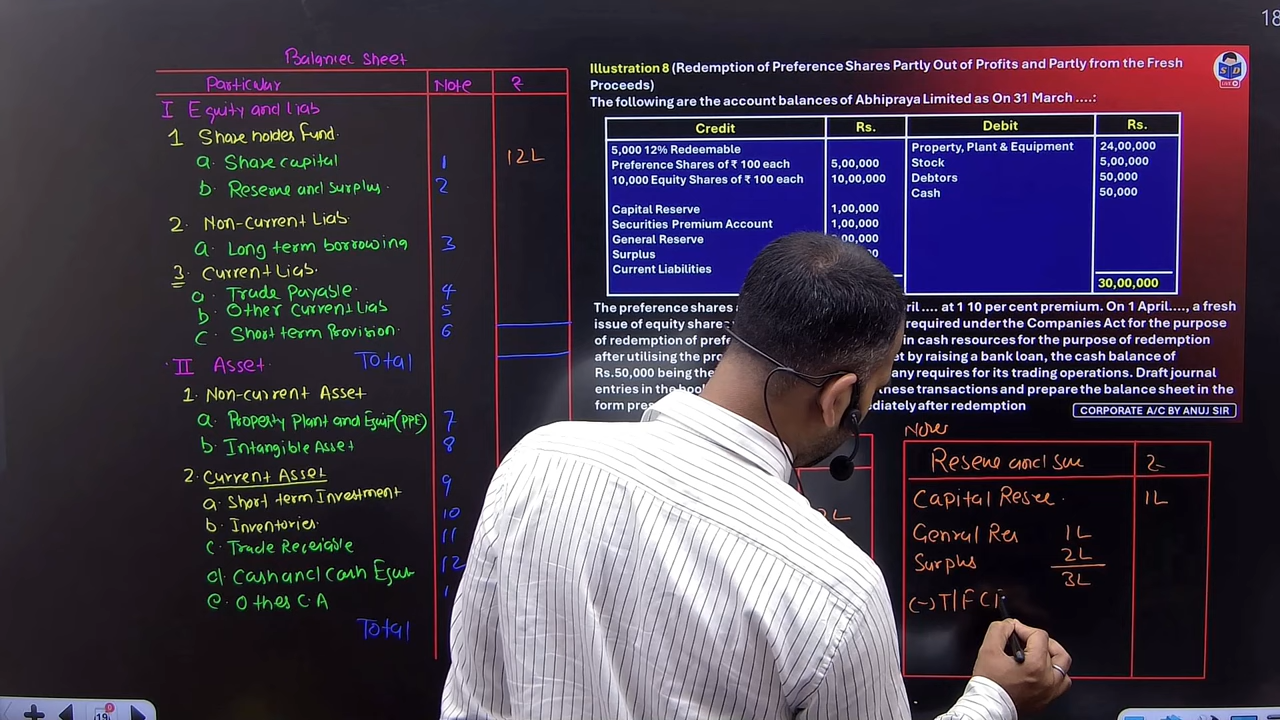 18
Balaniec sheet
Particular Note ₹
I Equity and liab
1 Share holdes Fund.
a. Share capital 1 12L
b. Reserve and Surplus. 2
2. Non-current Liab.
a. Long term borrowing 3
3. Current Liab.
a. Trade Payable. 4
b. Other Current Liab 5
c. Short term Provision. 6
Total
II Asset.
1. Non-current Asset
a. Property Plant and Equip(PPE) 7
b. Intangible Asset 8
2. Current Asset
a. Short term Investment 9
b. Inventories. 10
c. Trade Receiable 11
d. Cash and cash Equi 12
e. Othes C.A
Total
Illustration 8 (Redemption of Preference Shares Partly Out of Profits and Partly from the Fresh
Proceeds)
The following are the account balances of Abhipraya Limited as On 31 March ....:
Credit Rs. Debit Rs.
5,000 12% Redeemable Property, Plant & Equipment 24,00,000
Preference Shares of ₹ 100 each 5,00,000 Stock 5,00,000
10,000 Equity Shares of ₹ 100 each 10,00,000 Debtors 50,000
Cash 50,000
Capital Reserve 1,00,000
Securities Premium Account 1,00,000
General Reserve
Surplus
Current Liabilities
30,00,000
The preference shares .... at 1 10 per cent premium. On 1 April...., a fresh
issue of equity share required under the Companies Act for the purpose
of redemption of in cash resources for the purpose of redemption
after utilising the by raising a bank loan, the cash balance of
Rs.50,000 being the requires for its trading operations. Draft journal
entries in the these transactions and prepare the balance sheet in the
form after redemption
CORPORATE A/C BY ANUJ SIR
SD
LIVE
Notes
Resene and Sur 2
Capital Resve. 1L
Genral Res 1L
Surplus 2L
3L
(-) T/F C
19